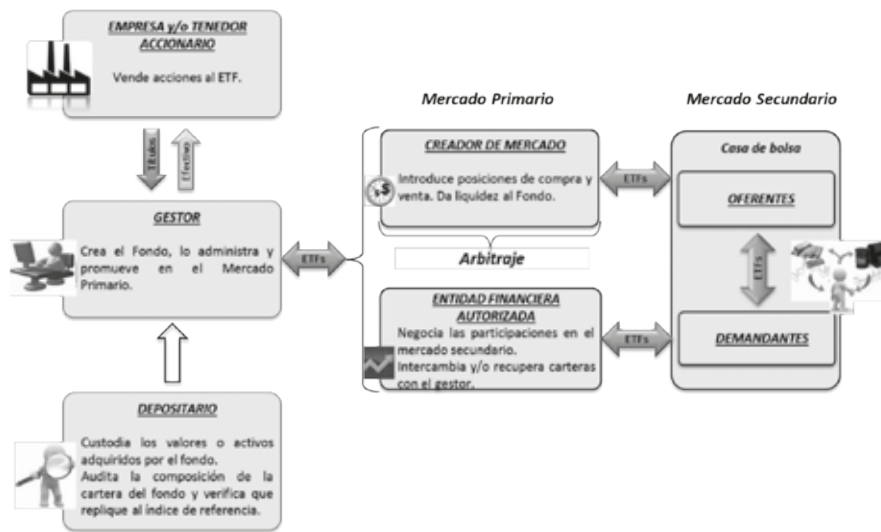 EMPRESA y/o TENEDOR
ACCIONARIO
Vende acciones al ETF.
Títulos
Efectivo
GESTOR
Crea el Fondo, lo administra y
promueve en el Mercado
Primario.
DEPOSITARIO
Custodia los valores o activos
adquiridos por el fondo.
Audita la composición de la
cartera del fondo y verifica que
replique al índice de referencia.
ETFs
Mercado Primario
CREADOR DE MERCADO
Introduce posiciones de compra y
venta. Da liquidez al Fondo.
Arbitraje
ENTIDAD FINANCIERA
AUTORIZADA
Negocia las participaciones en el
mercado secundario.
Intercambia y/o recupera carteras
con el gestor.
ETFs
ETFs
Mercado Secundario
Casa de bolsa
OFERENTES
ETFs
DEMANDANTES